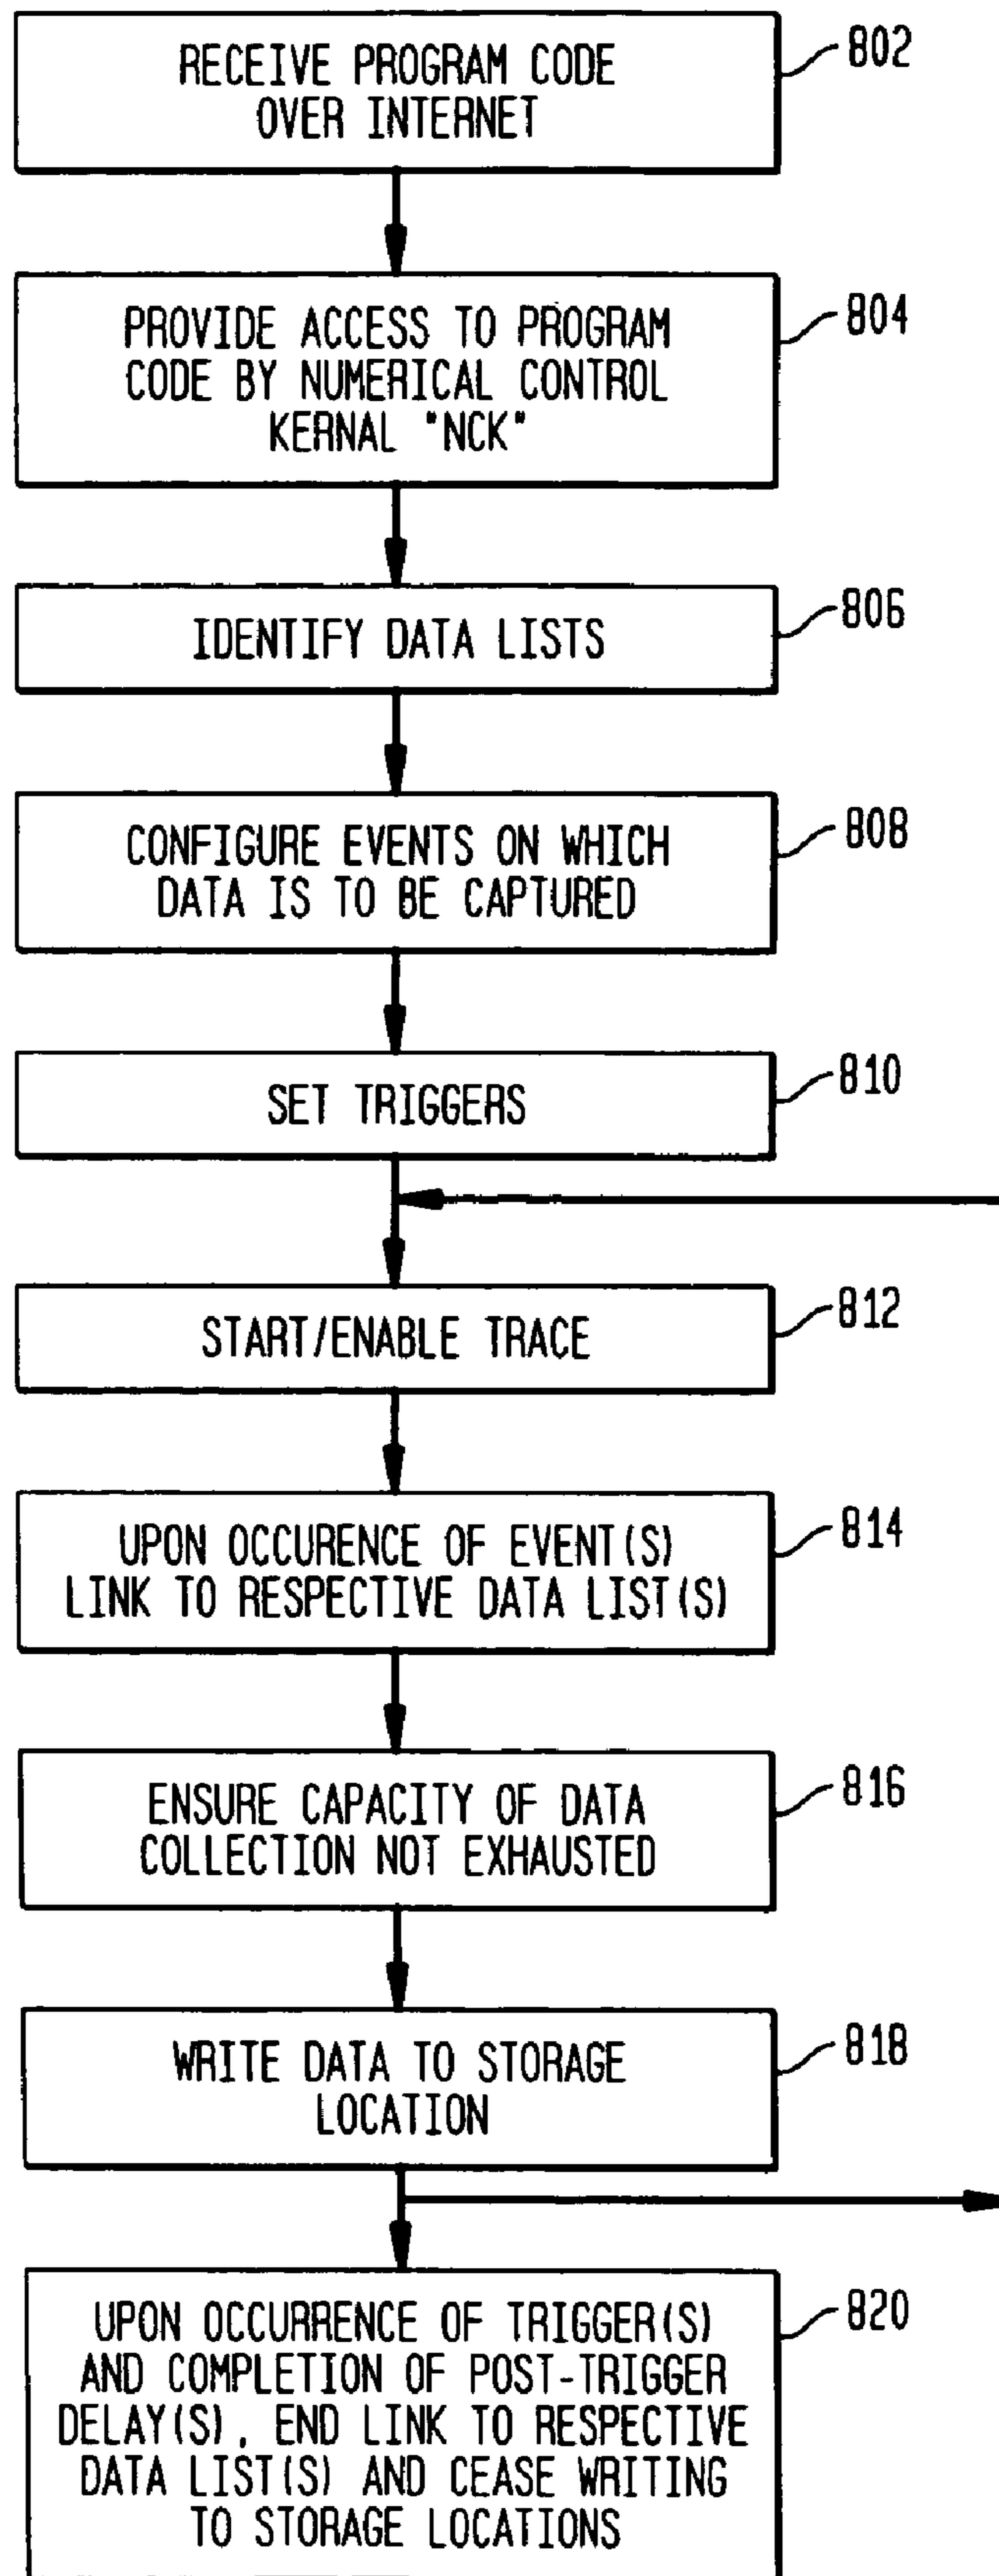 RECEIVE PROGRAM CODE
OVER INTERNET
802
PROVIDE ACCESS TO PROGRAM
CODE BY NUMERICAL CONTROL
KERNAL "NCK"
804
IDENTIFY DATA LISTS
806
CONFIGURE EVENTS ON WHICH
DATA IS TO BE CAPTURED
808
SET TRIGGERS
810
START/ENABLE TRACE
812
UPON OCCURENCE OF EVENT(S)
LINK TO RESPECTIVE DATA LIST(S)
814
ENSURE CAPACITY OF DATA
COLLECTION NOT EXHAUSTED
816
WRITE DATA TO STORAGE
LOCATION
818
UPON OCCURRENCE OF TRIGGER(S)
AND COMPLETION OF POST-TRIGGER
DELAY(S), END LINK TO RESPECTIVE
DATA LIST(S) AND CEASE WRITING
TO STORAGE LOCATIONS
820